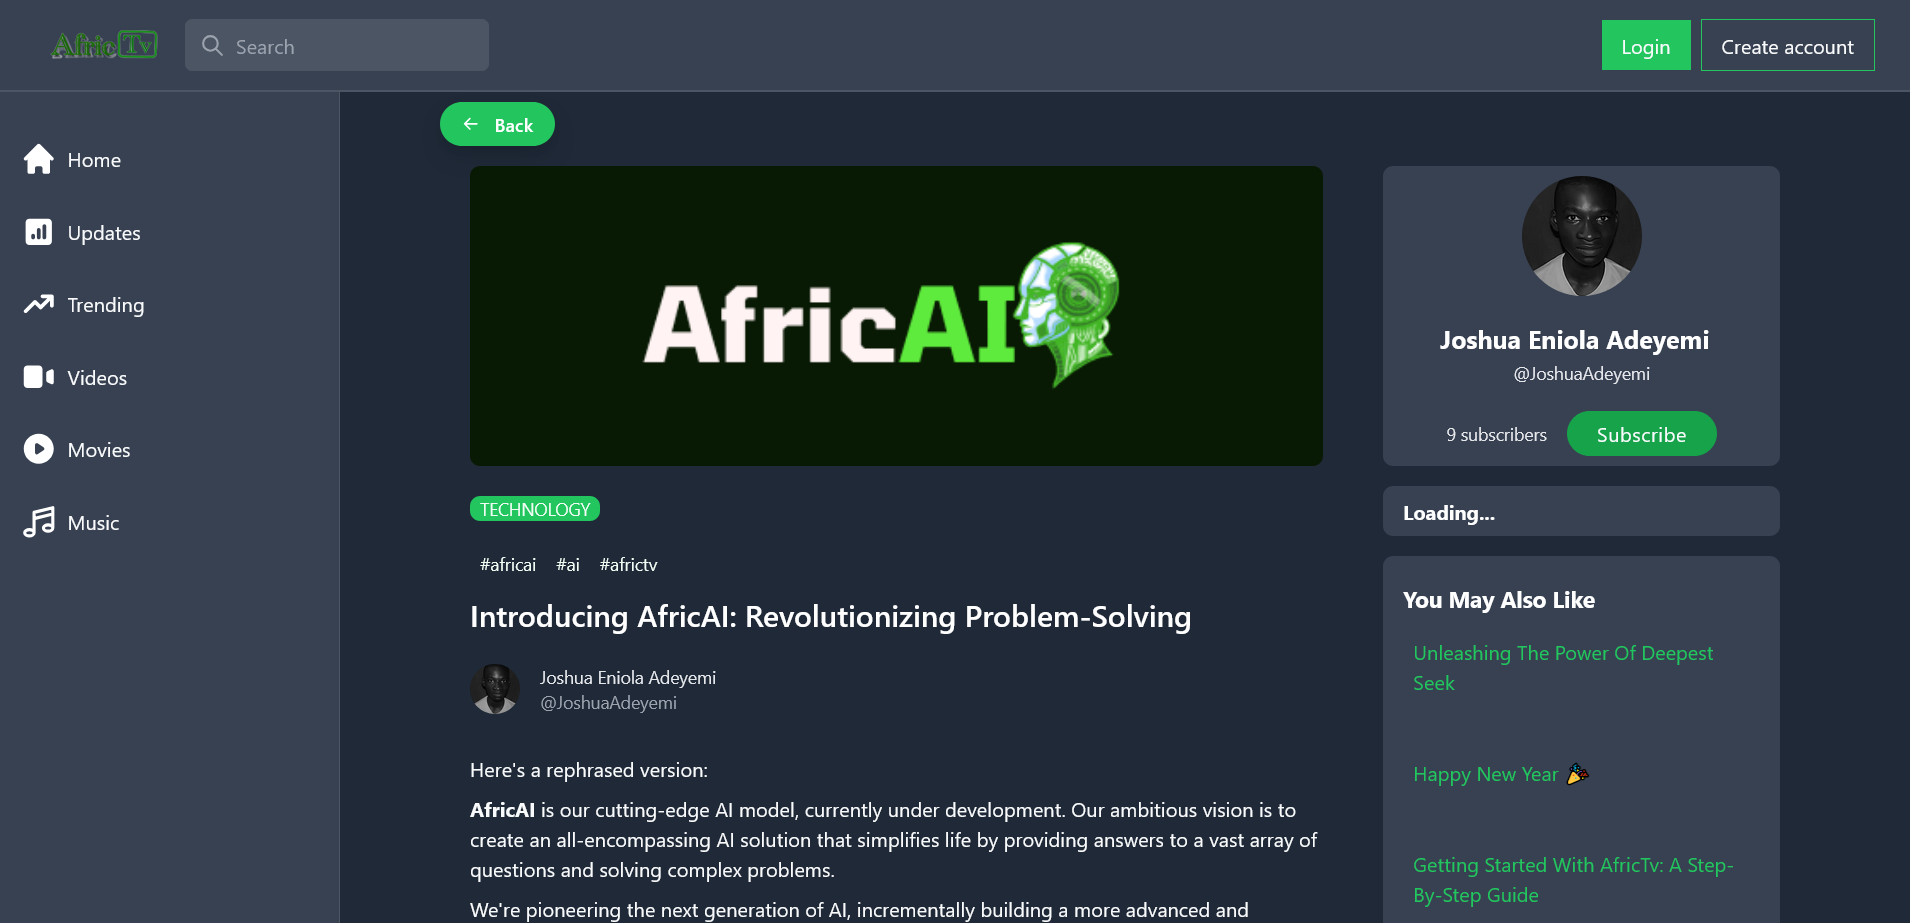 AfricTv
Search
Login
Create account
Home
Updates
Trending
Videos
Movies
Music
Back
AfricAI
TECHNOLOGY
#africai #ai #africtv
Introducing AfricAI: Revolutionizing Problem-Solving
Joshua Eniola Adeyemi
@JoshuaAdeyemi
Here's a rephrased version:
AfricAI is our cutting-edge AI model, currently under development. Our ambitious vision is to
create an all-encompassing AI solution that simplifies life by providing answers to a vast array of
questions and solving complex problems.
We're pioneering the next generation of AI, incrementally building a more advanced and
Joshua Eniola Adeyemi
@JoshuaAdeyemi
9 subscribers
Subscribe
Loading...
You May Also Like
Unleashing The Power Of Deepest
Seek
Happy New Year 🎉
Getting Started With AfricTv: A Step-
By-Step Guide